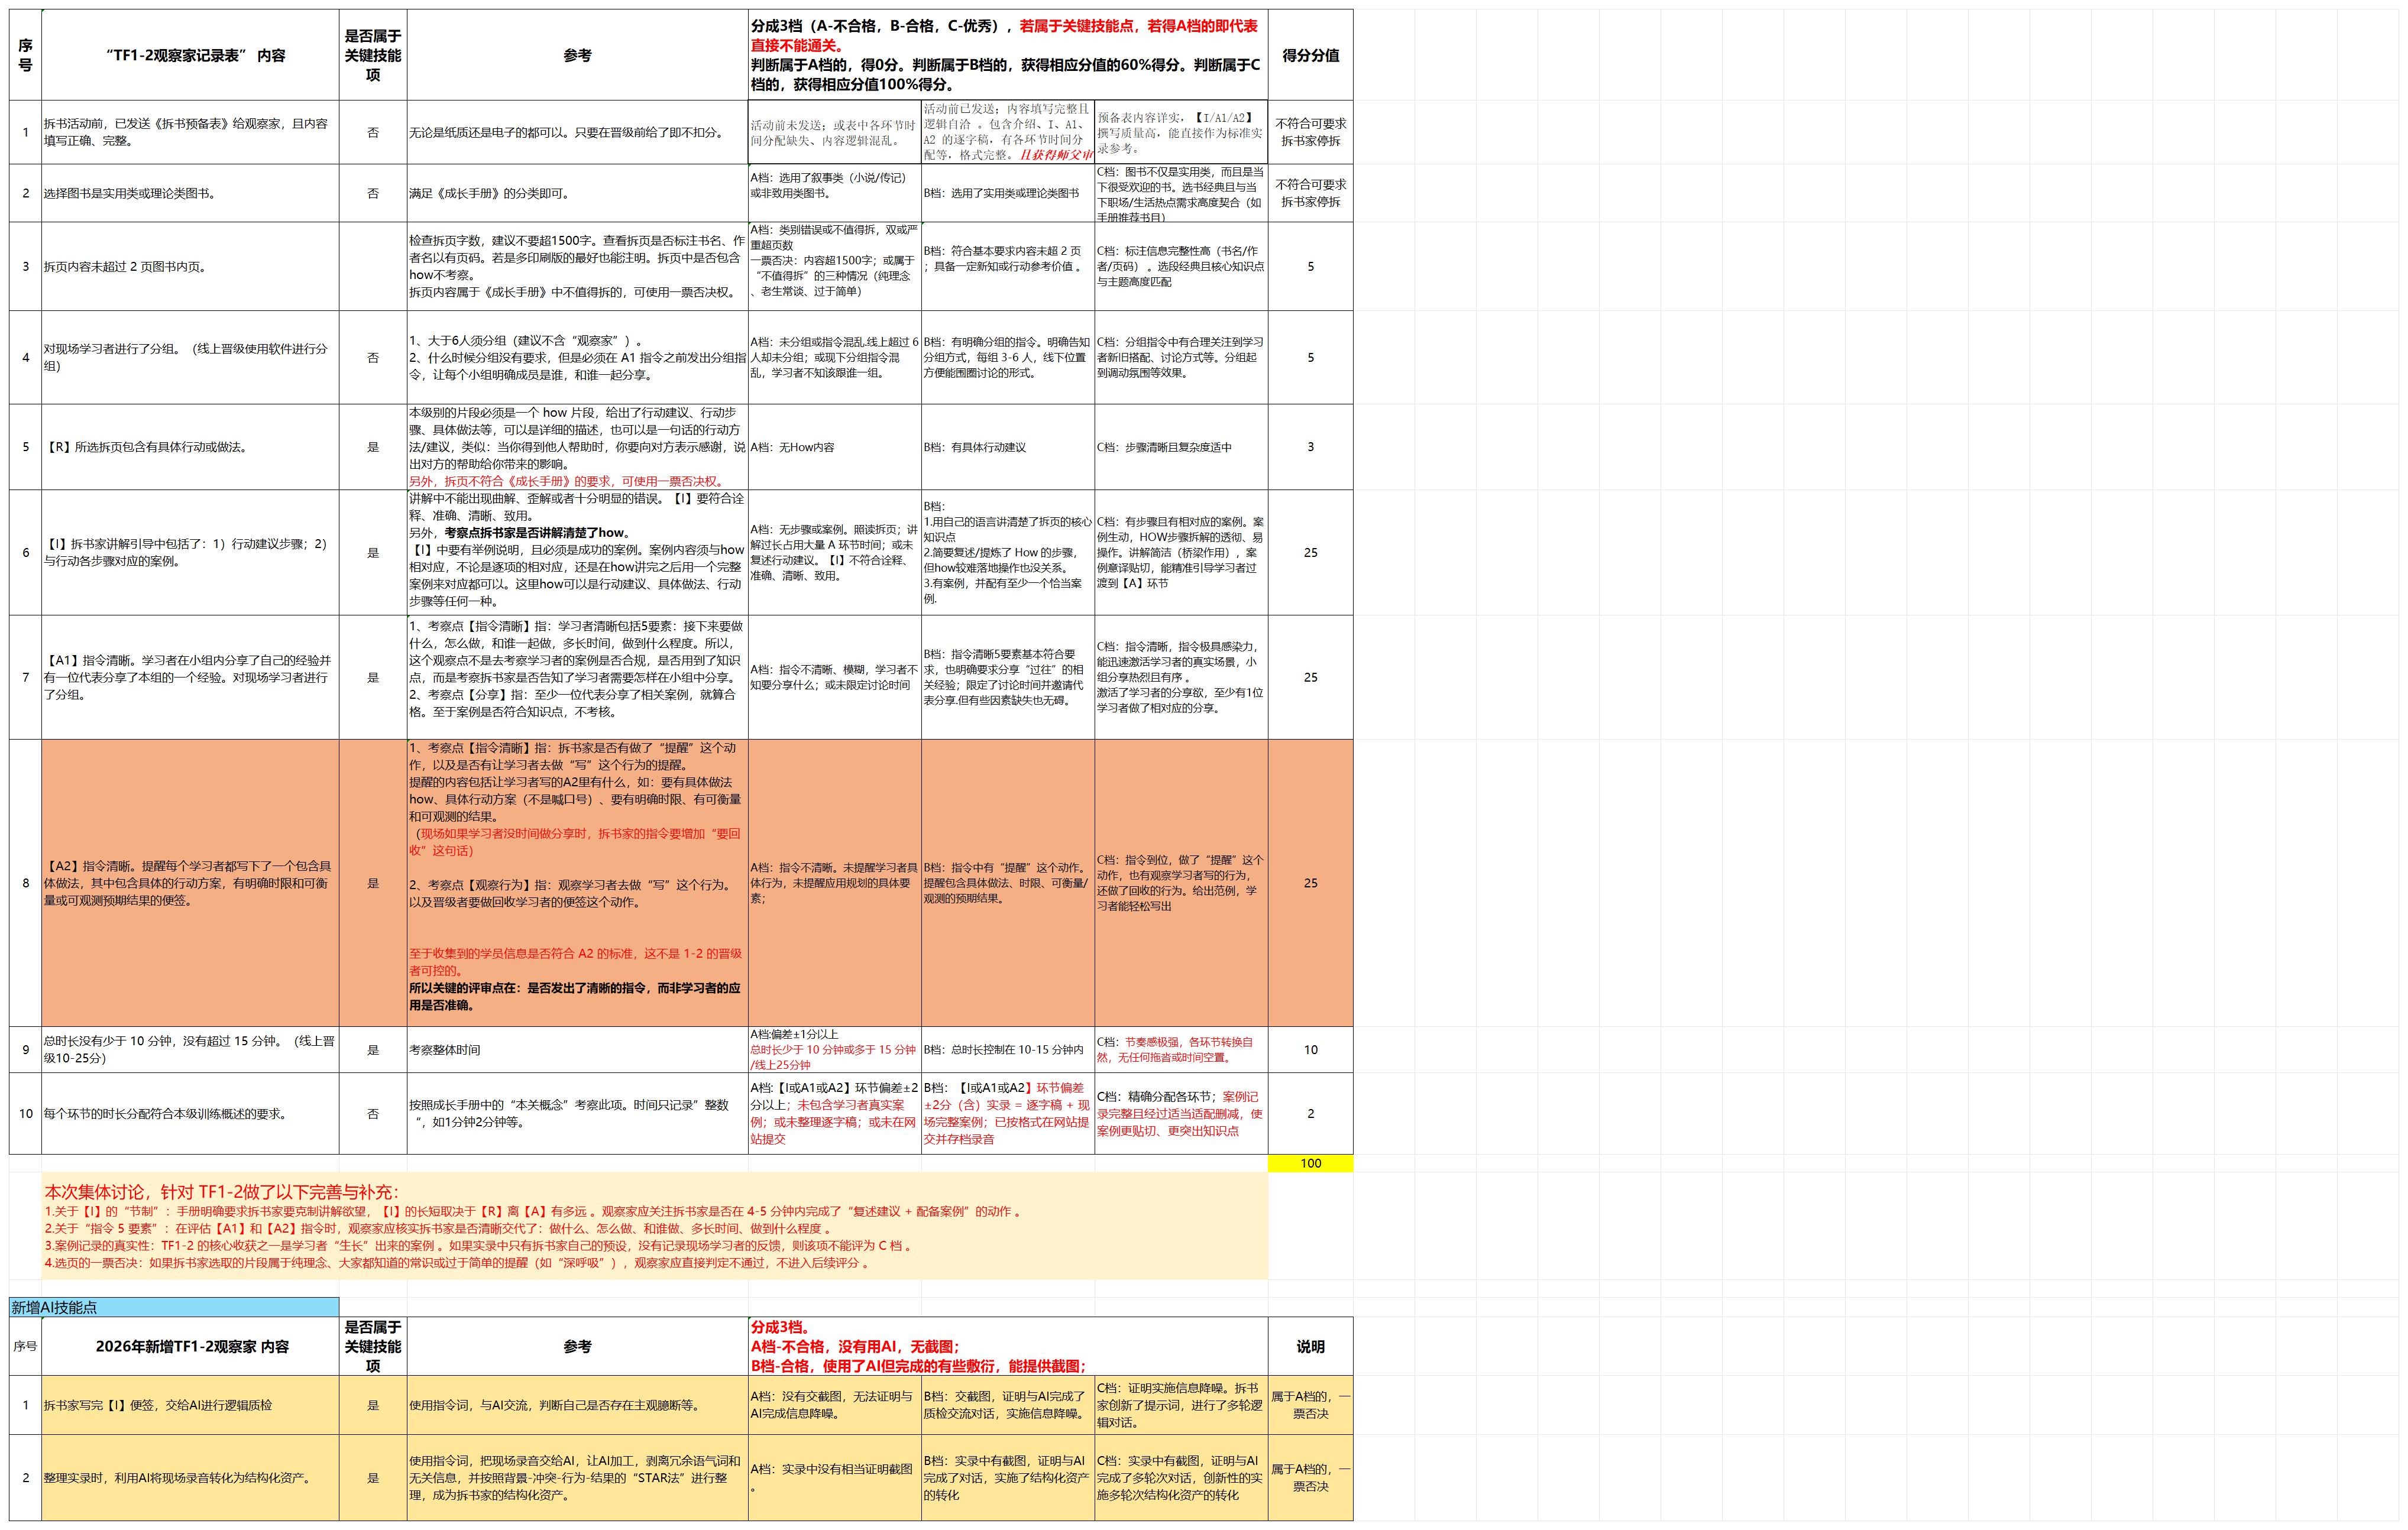 序
号
“TF1-2观察家记录表” 内容
是否属于
关键技能
项
参考
分成3档（A-不合格，B-合格，C-优秀），若属于关键技能点，若得A档的即代表
直接不能通关。
判断属于A档的，得0分。判断属于B档的，获得相应分值的60%得分。判断属于C
档的，获得相应分值100%得分。
得分分值
1
拆书活动前，已发送《拆书预备表》给观察家，且内容
填写正确、完整。
否
无论是纸质还是电子的都可以。只要在晋级前给了即不扣分。
活动前未发送；或表中各环节时
间分配缺失、内容逻辑混乱。
活动前已发送；内容填写完整且
逻辑自洽 。包含介绍、I、A1、
A2 的逐字稿，有各环节时间分
配等，格式完整。且获得师父审
预备表内容详实，【I/A1/A2】
撰写质量高，能直接作为标准实
录参考。
不符合可要求
拆书家停拆
2
选择图书是实用类或理论类图书。
否
满足《成长手册》的分类即可。
A档：选用了叙事类（小说/传记）
或非致用类图书。
B档：选用了实用类或理论类图书
C档：图书不仅是实用类，而且是当
下很受欢迎的书。选书经典且与当
下职场/生活热点需求高度契合（如
手册推荐书目）
不符合可要求
拆书家停拆
3
拆页内容未超过 2 页图书内页。
检查拆页字数，建议不要超1500字。查看拆页是否标注书名、作
者名以有页码。若是多印刷版的最好也能注明。拆页中是否包含
how不考察。
拆页内容属于《成长手册》中不值得拆的，可使用一票否决权。
A档：类别错误或不值得拆，双或严
重超页数
一票否决：内容超1500字；或属于
“不值得拆”的三种情况（纯理念
、老生常谈、过于简单）
B档：符合基本要求内容未超 2 页
；具备一定新知或行动参考价值 。
C档：标注信息完整性高（书名/作
者/页码） 。选段经典且核心知识点
与主题高度匹配
5
4
对现场学习者进行了分组。（线上晋级使用软件进行分
组)
否
1、大于6人须分组（建议不含“观察家”）。
2、什么时候分组没有要求，但是必须在 A1 指令之前发出分组指
令，让每个小组明确成员是谁，和谁一起分享。
A档：未分组或指令混乱.线上超过 6
人却未分组；或现下分组指令混
乱，学习者不知该跟谁一组。
B档：有明确分组的指令。明确告知
分组方式，每组 3-6 人，线下位置
方便能围圈讨论的形式。
C档：分组指令中有合理关注到学习
者新旧搭配、讨论方式等。分组起
到调动氛围等效果。
5
5
【R】所选拆页包含有具体行动或做法。
是
本级别的片段必须是一个 how 片段，给出了行动建议、行动步
骤、具体做法等，可以是详细的描述，也可以是一句话的行动方
法/建议，类似：当你得到他人帮助时，你要向对方表示感谢，说
出对方的帮助给你带来的影响。
另外，拆页不符合《成长手册》的要求，可使用一票否决权。
A档：无How内容
B档：有具体行动建议
C档：步骤清晰且复杂度适中
3
6
【I】拆书家讲解引导中包括了：1）行动建议步骤；2）
与行动各步骤对应的案例。
是
讲解中不能出现曲解、歪解或者十分明显的错误。【I】要符合诠
释、准确、清晰、致用。
另外，考察点拆书家是否讲解清楚了how。
【I】中要有举例说明，且必须是成功的案例。案例内容须与how
相对应，不论是逐项的相对应，还是在how讲完之后用一个完整
案例来对应都可以。这里how可以是行动建议、具体做法、行动
步骤等任何一种。
A档：无步骤或案例。照读拆页；讲
解过长占用大量 A 环节时间；或未
复述行动建议。【I】不符合诠释、
准确、清晰、致用。
B档：
1.用自己的语言讲清楚了拆页的核心
知识点
2.简要复述/提炼了 How 的步骤，
但how较难落地操作也没关系。
3.有案例，并配有至少一个恰当案
例.
C档：有步骤且有相对应的案例。案
例生动，HOW步骤拆解的透彻、易
操作。讲解简洁（桥梁作用），案
例意译贴切，能精准引导学习者过
渡到【A】环节
25
7
【A1】指令清晰。学习者在小组内分享了自己的经验并
有一位代表分享了本组的一个经验。对现场学习者进行
了分组。
是
1、考察点【指令清晰】指：学习者清晰包括5要素：接下来要做
什么，怎么做，和谁一起做，多长时间，做到什么程度。所以，
这个观察点不是去考察学习者的案例是否合规，是否用到了知识
点，而是考察拆书家是否告知了学习者需要怎样在小组中分享。
2、考察点【分享】指：至少一位代表分享了相关案例，就算合
格。至于案例是否符合知识点，不考核。
A档：指令不清晰、模糊，学习者不
知要分享什么；或未限定讨论时间
B档：指令清晰5要素基本符合要
求，也明确要求分享“过往”的相
关经验；限定了讨论时间并邀请代
表分享.但有些因素缺失也无碍。
C档：指令清晰，指令极具感染力，
能迅速激活学习者的真实场景，小
组分享热烈且有序 。
激活了学习者的分享欲，至少有1位
学习者做了相对应的分享。
25
8
【A2】指令清晰。提醒每个学习者都写下了一个包含具
体做法，其中包含具体的行动方案，有明确时限和可衡
量或可观测预期结果的便签。
是
1、考察点【指令清晰】指：拆书家是否有做了“提醒”这个动
作，以及是否有让学习者去做“写”这个行为的提醒。
提醒的内容包括让学习者写的A2里有什么，如：要有具体做法
how、具体行动方案（不是喊口号）、要有明确时限、有可衡量
和可观测的结果。
（现场如果学习者没时间做分享时，拆书家的指令要增加“要回
收”这句话）
2、考察点【观察行为】指：观察学习者去做“写”这个行为。
以及晋级者要做回收学习者的便签这个动作。
至于收集到的学员信息是否符合 A2 的标准，这不是 1-2 的晋级
者可控的。
所以关键的评审点在：是否发出了清晰的指令，而非学习者的应
用是否准确。
A档：指令不清晰。未提醒学习者具
体行为，未提醒应用规划的具体要
素；
B档：指令中有“提醒”这个动作。
提醒包含具体做法、时限、可衡量/
观测的预期结果。
C档：指令到位，做了“提醒”这个
动作，也有观察学习者写的行为，
还做了回收的行为。给出范例，学
习者能轻松写出
25
9
总时长没有少于 10 分钟，没有超过 15 分钟。（线上晋
级10-25分）
是
考察整体时间
A档:偏差±1分以上
总时长少于 10 分钟或多于 15 分钟
/线上25分钟
B档：总时长控制在 10-15 分钟内
C档：节奏感极强，各环节转换自
然，无任何拖沓或时间空置。
10
10
每个环节的时长分配符合本级训练概述的要求。
否
按照成长手册中的“本关概念”考察此项。时间只记录”整数
“，如1分钟2分钟等。
A档:【I或A1或A2】环节偏差±2
分以上；未包含学习者真实案
例；或未整理逐字稿；或未在网
站提交
B档：【I或A1或A2】环节偏差
±2分（含）实录 = 逐字稿 + 现
场完整案例；已按格式在网站提
交并存档录音
C档：精确分配各环节；案例记
录完整且经过适当适配删减，使
案例更贴切、更突出知识点
2
100
本次集体讨论，针对 TF1-2做了以下完善与补充：
1.关于【I】的“节制”：手册明确要求拆书家要克制讲解欲望，【I】的长短取决于【R】离【A】有多远 。观察家应关注拆书家是否在 4-5 分钟内完成了“复述建议 + 配备案例”的动作 。
2.关于“指令 5 要素”：在评估【A1】和【A2】指令时，观察家应核实拆书家是否清晰交代了：做什么、怎么做、和谁做、多长时间、做到什么程度 。
3.案例记录的真实性：TF1-2 的核心收获之一是学习者“生长”出来的案例 。如果实录中只有拆书家自己的预设，没有记录现场学习者的反馈，则该项不能评为 C 档 。
4.选页的一票否决：如果拆书家选取的片段属于纯理念、大家都知道的常识或过于简单的提醒（如“深呼吸”），观察家应直接判定不通过，不进入后续评分 。
新增AI技能点
序号
2026年新增TF1-2观察家 内容
是否属于
关键技能
项
参考
分成3档。
A档-不合格，没有用AI，无截图；
B档-合格，使用了AI但完成的有些敷衍，能提供截图；
说明
1
拆书家写完【I】便签，交给AI进行逻辑质检
是
使用指令词，与AI交流，判断自己是否存在主观臆断等。
A档：没有交截图，无法证明与
AI完成信息降噪。
B档：交截图，证明与AI完成了
质检交流对话，实施信息降噪。
C档：证明实施信息降噪。拆书
家创新了提示词，进行了多轮逻
辑对话。
属于A档的，一
票否决
2
整理实录时，利用AI将现场录音转化为结构化资产。
是
使用指令词，把现场录音交给AI，让AI加工，剥离冗余语气词和
无关信息，并按照背景-冲突-行为-结果的“STAR法”进行整
理，成为拆书家的结构化资产。
A档：实录中没有相当证明截图
。
B档：实录中有截图，证明与AI
完成了对话，实施了结构化资产
的转化
C档：实录中有截图，证明与AI
完成了多轮次对话，创新性的实
施多轮次结构化资产的转化
属于A档的，一
票否决